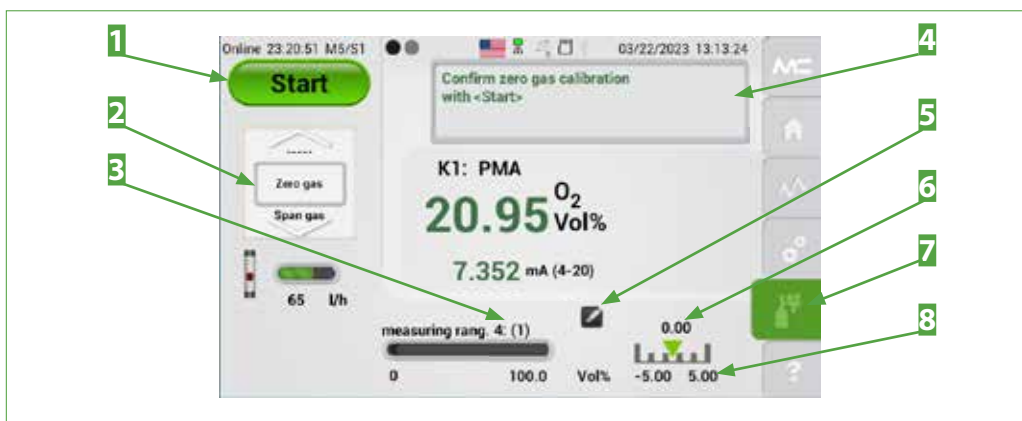 1
2
3
4
5
6
7
8
Online 23:20:51 M5/S1
03/22/2023 13:13:24
Start
Confirm zero gas calibration
with <Start>
-----
Zero gas
Span gas
65 l/h
K1: PMA
20.95 O2
Vol%
7.352 mA (4-20)
measuring rang. 4: (1)
0 100.0 Vol%
0.00
-5.00 5.00
?